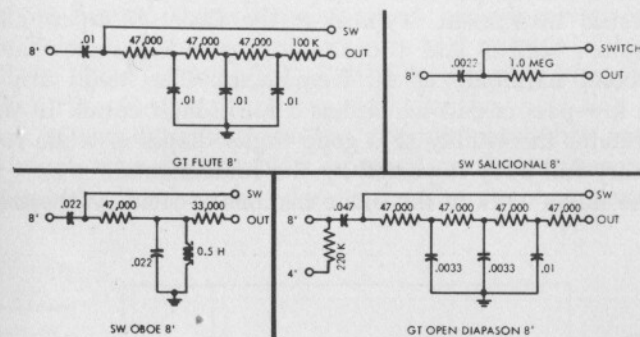 .01 SW
8' 47,000 47,000 47,000 100 K OUT
.01 .01 .01
GT FLUTE 8'
SWITCH
.0022 1.0 MEG
8' OUT
SW SALICIONAL 8'
SW
.022 47,000 33,000
8' OUT
.022 0.5 H
SW OBOE 8'
SW
.047 47,000 47,000 47,000 47,000
8' OUT
220 K
4'
.0033 .0033 .01
GT OPEN DIAPASON 8'